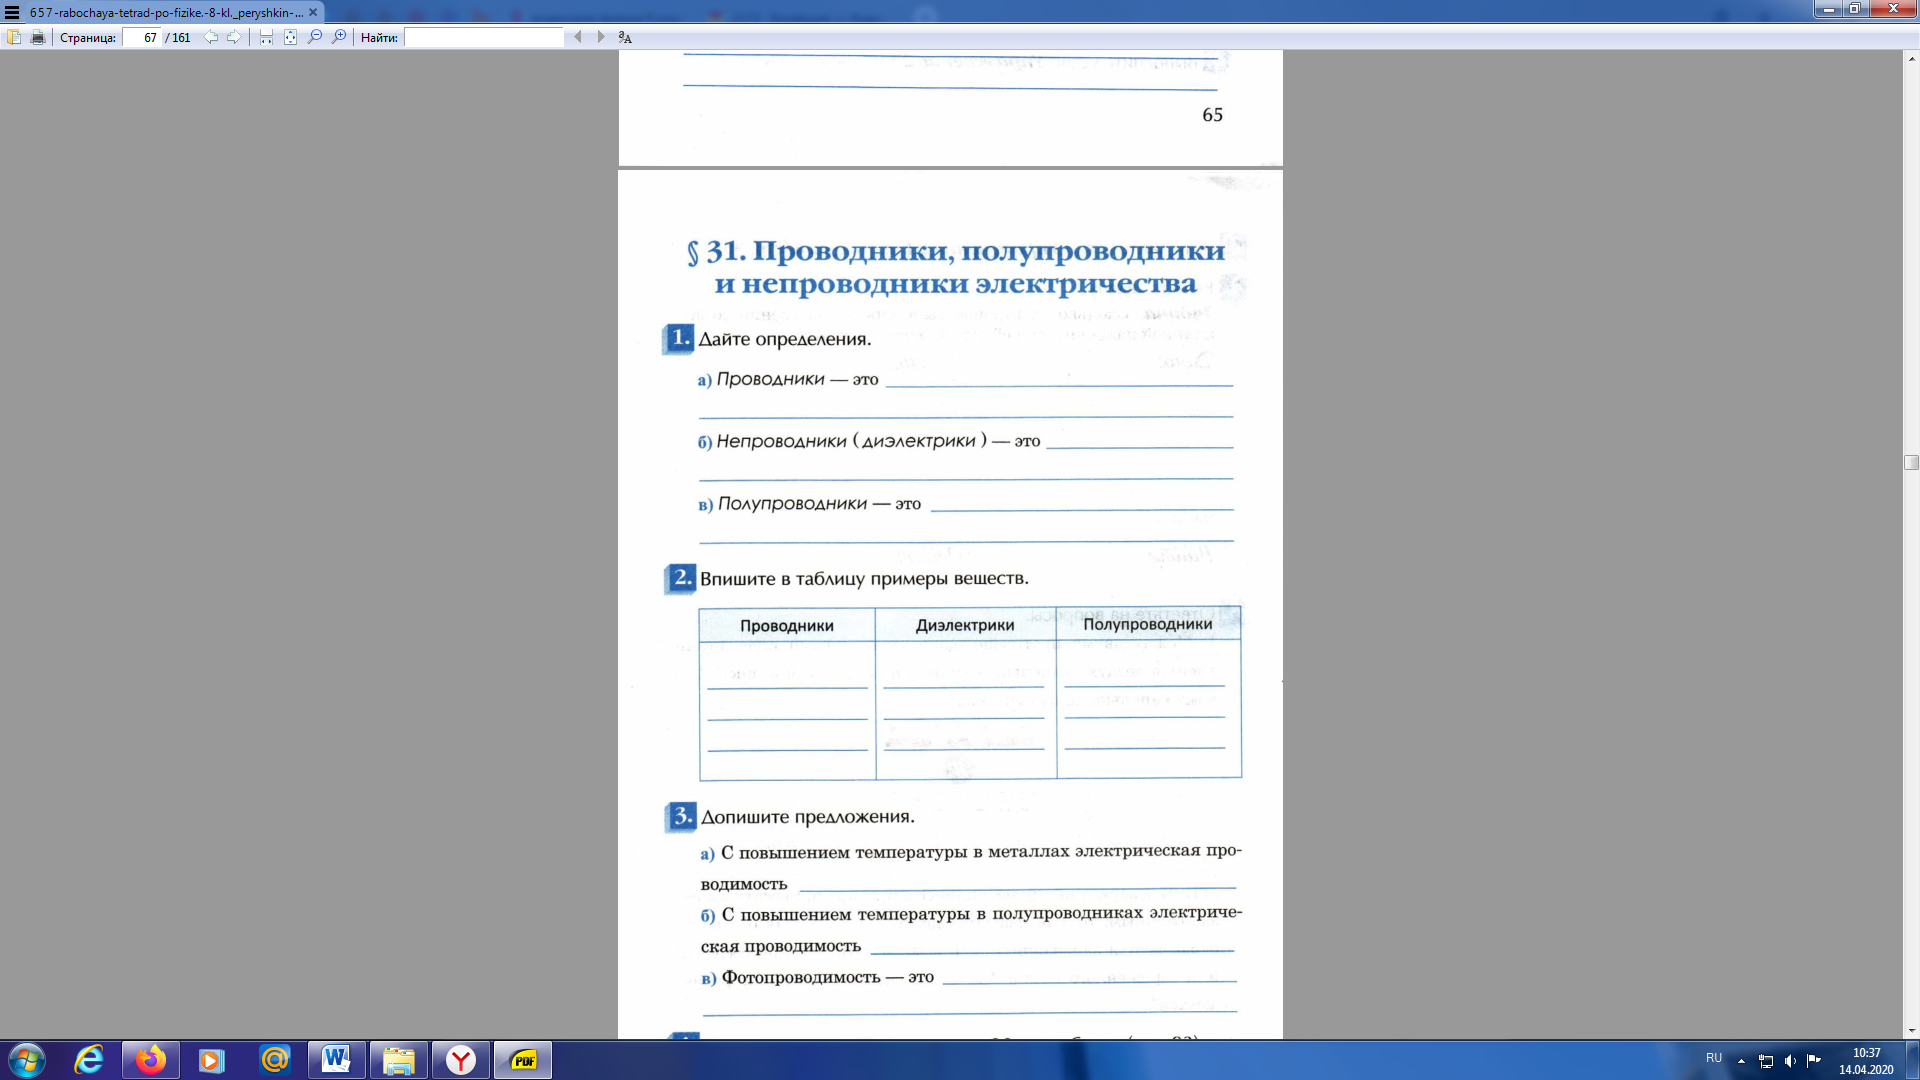 657-rabochaya-tetrad-po-fizike.-8-kl._peryshkin-...
Страница: 67 / 161 Найти:
65
§ 31. Проводники, полупроводники
и непроводники электричества
1. Дайте определения.
а) Проводники — это
б) Непроводники (диэлектрики) — это
в) Полупроводники — это
2. Впишите в таблицу примеры веществ.
Проводники Диэлектрики Полупроводники
3. Допишите предложения.
а) С повышением температуры в металлах электрическая про-
водимость
б) С повышением температуры в полупроводниках электриче-
ская проводимость
в) Фотопроводимость — это
PDF
RU
10:37
14.04.2020